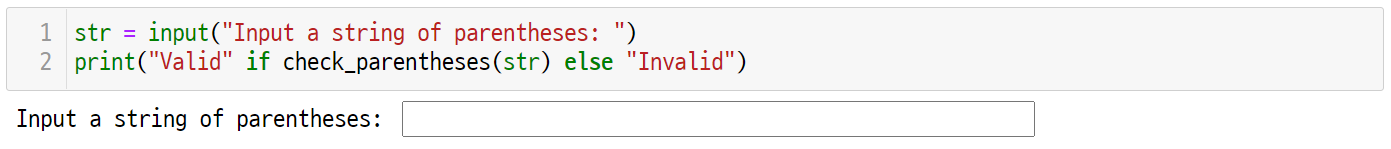 1 str = input("Input a string of parentheses: ")
2 print("Valid" if check_parentheses(str) else "Invalid")
Input a string of parentheses: